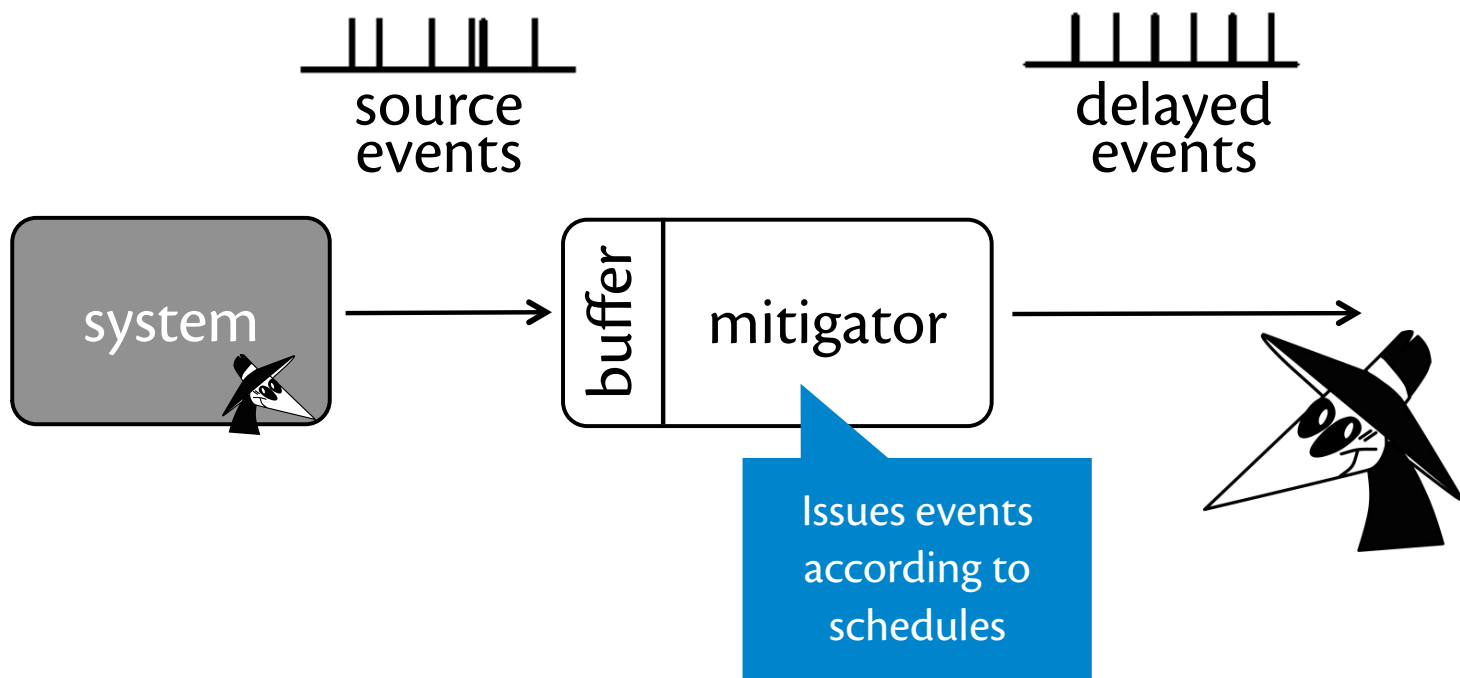 source
events
delayed
events
system
buffer
mitigator
Issues events
according to
schedules